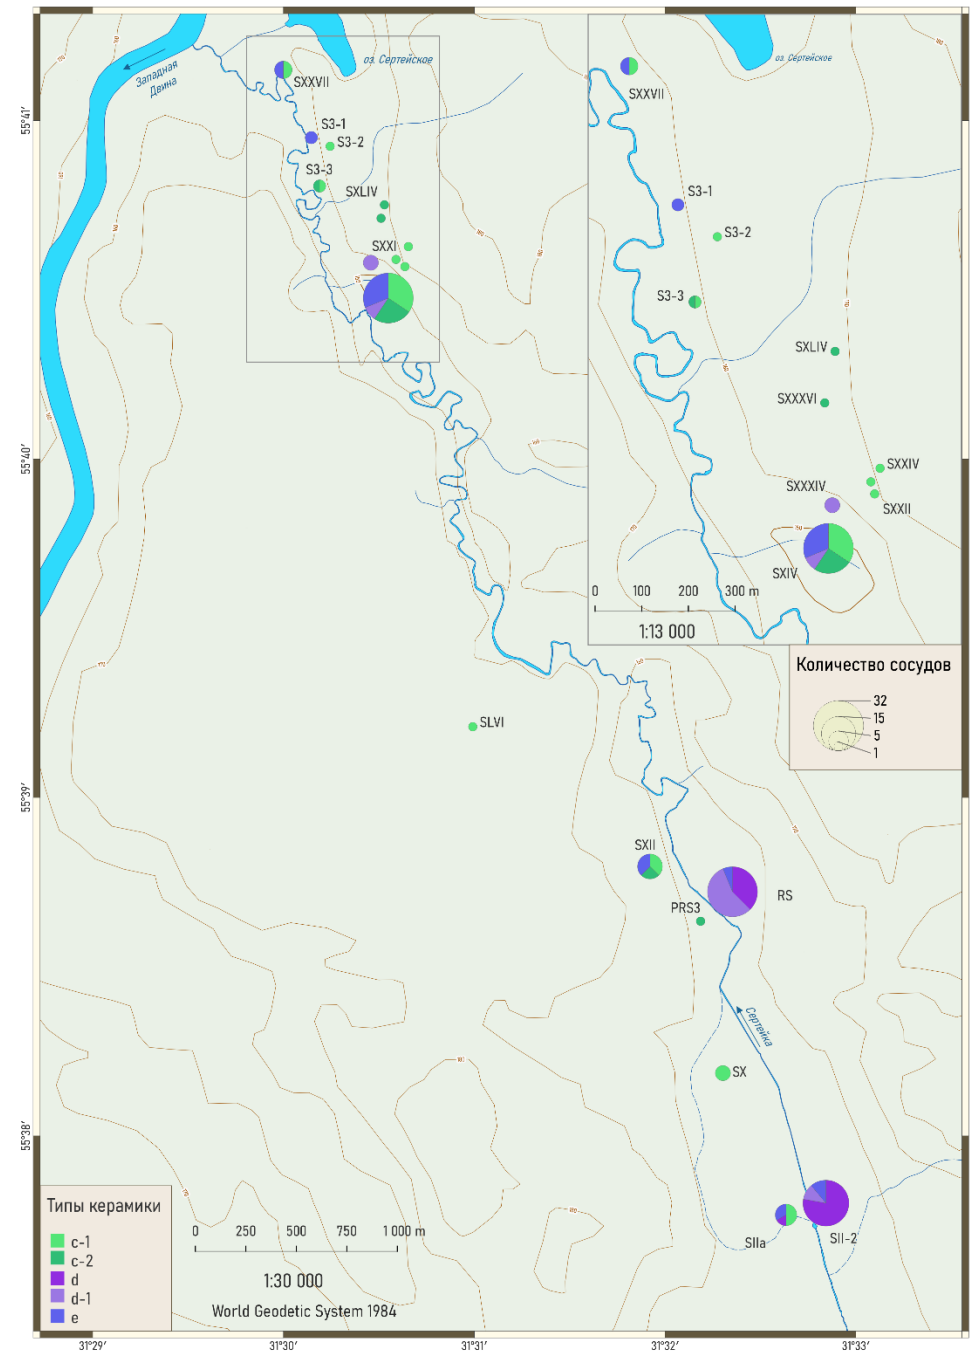 оз. Сертейское
Западная
Двина
SXXVII
S3-1
S3-2
S3-3
SXLIV
SXXI
оз. Сертейское
SXXVII
S3-1
S3-2
S3-3
SXLIV
SXXXVI
SXXIV
SXXII
SXXXIV
SXIV
0 100 200 300 m
1:13 000
Количество сосудов
32
15
5
1
SLVI
SXII
RS
PRS3
Сертейка
SX
SIIa
SII-2
Типы керамики
c-1
c-2
d
d-1
e
0 250 500 750 1000 m
1:30 000
World Geodetic System 1984
55°41′
55°40′
55°39′
55°38′
31°29′ 31°30′ 31°31′ 31°32′ 31°33′